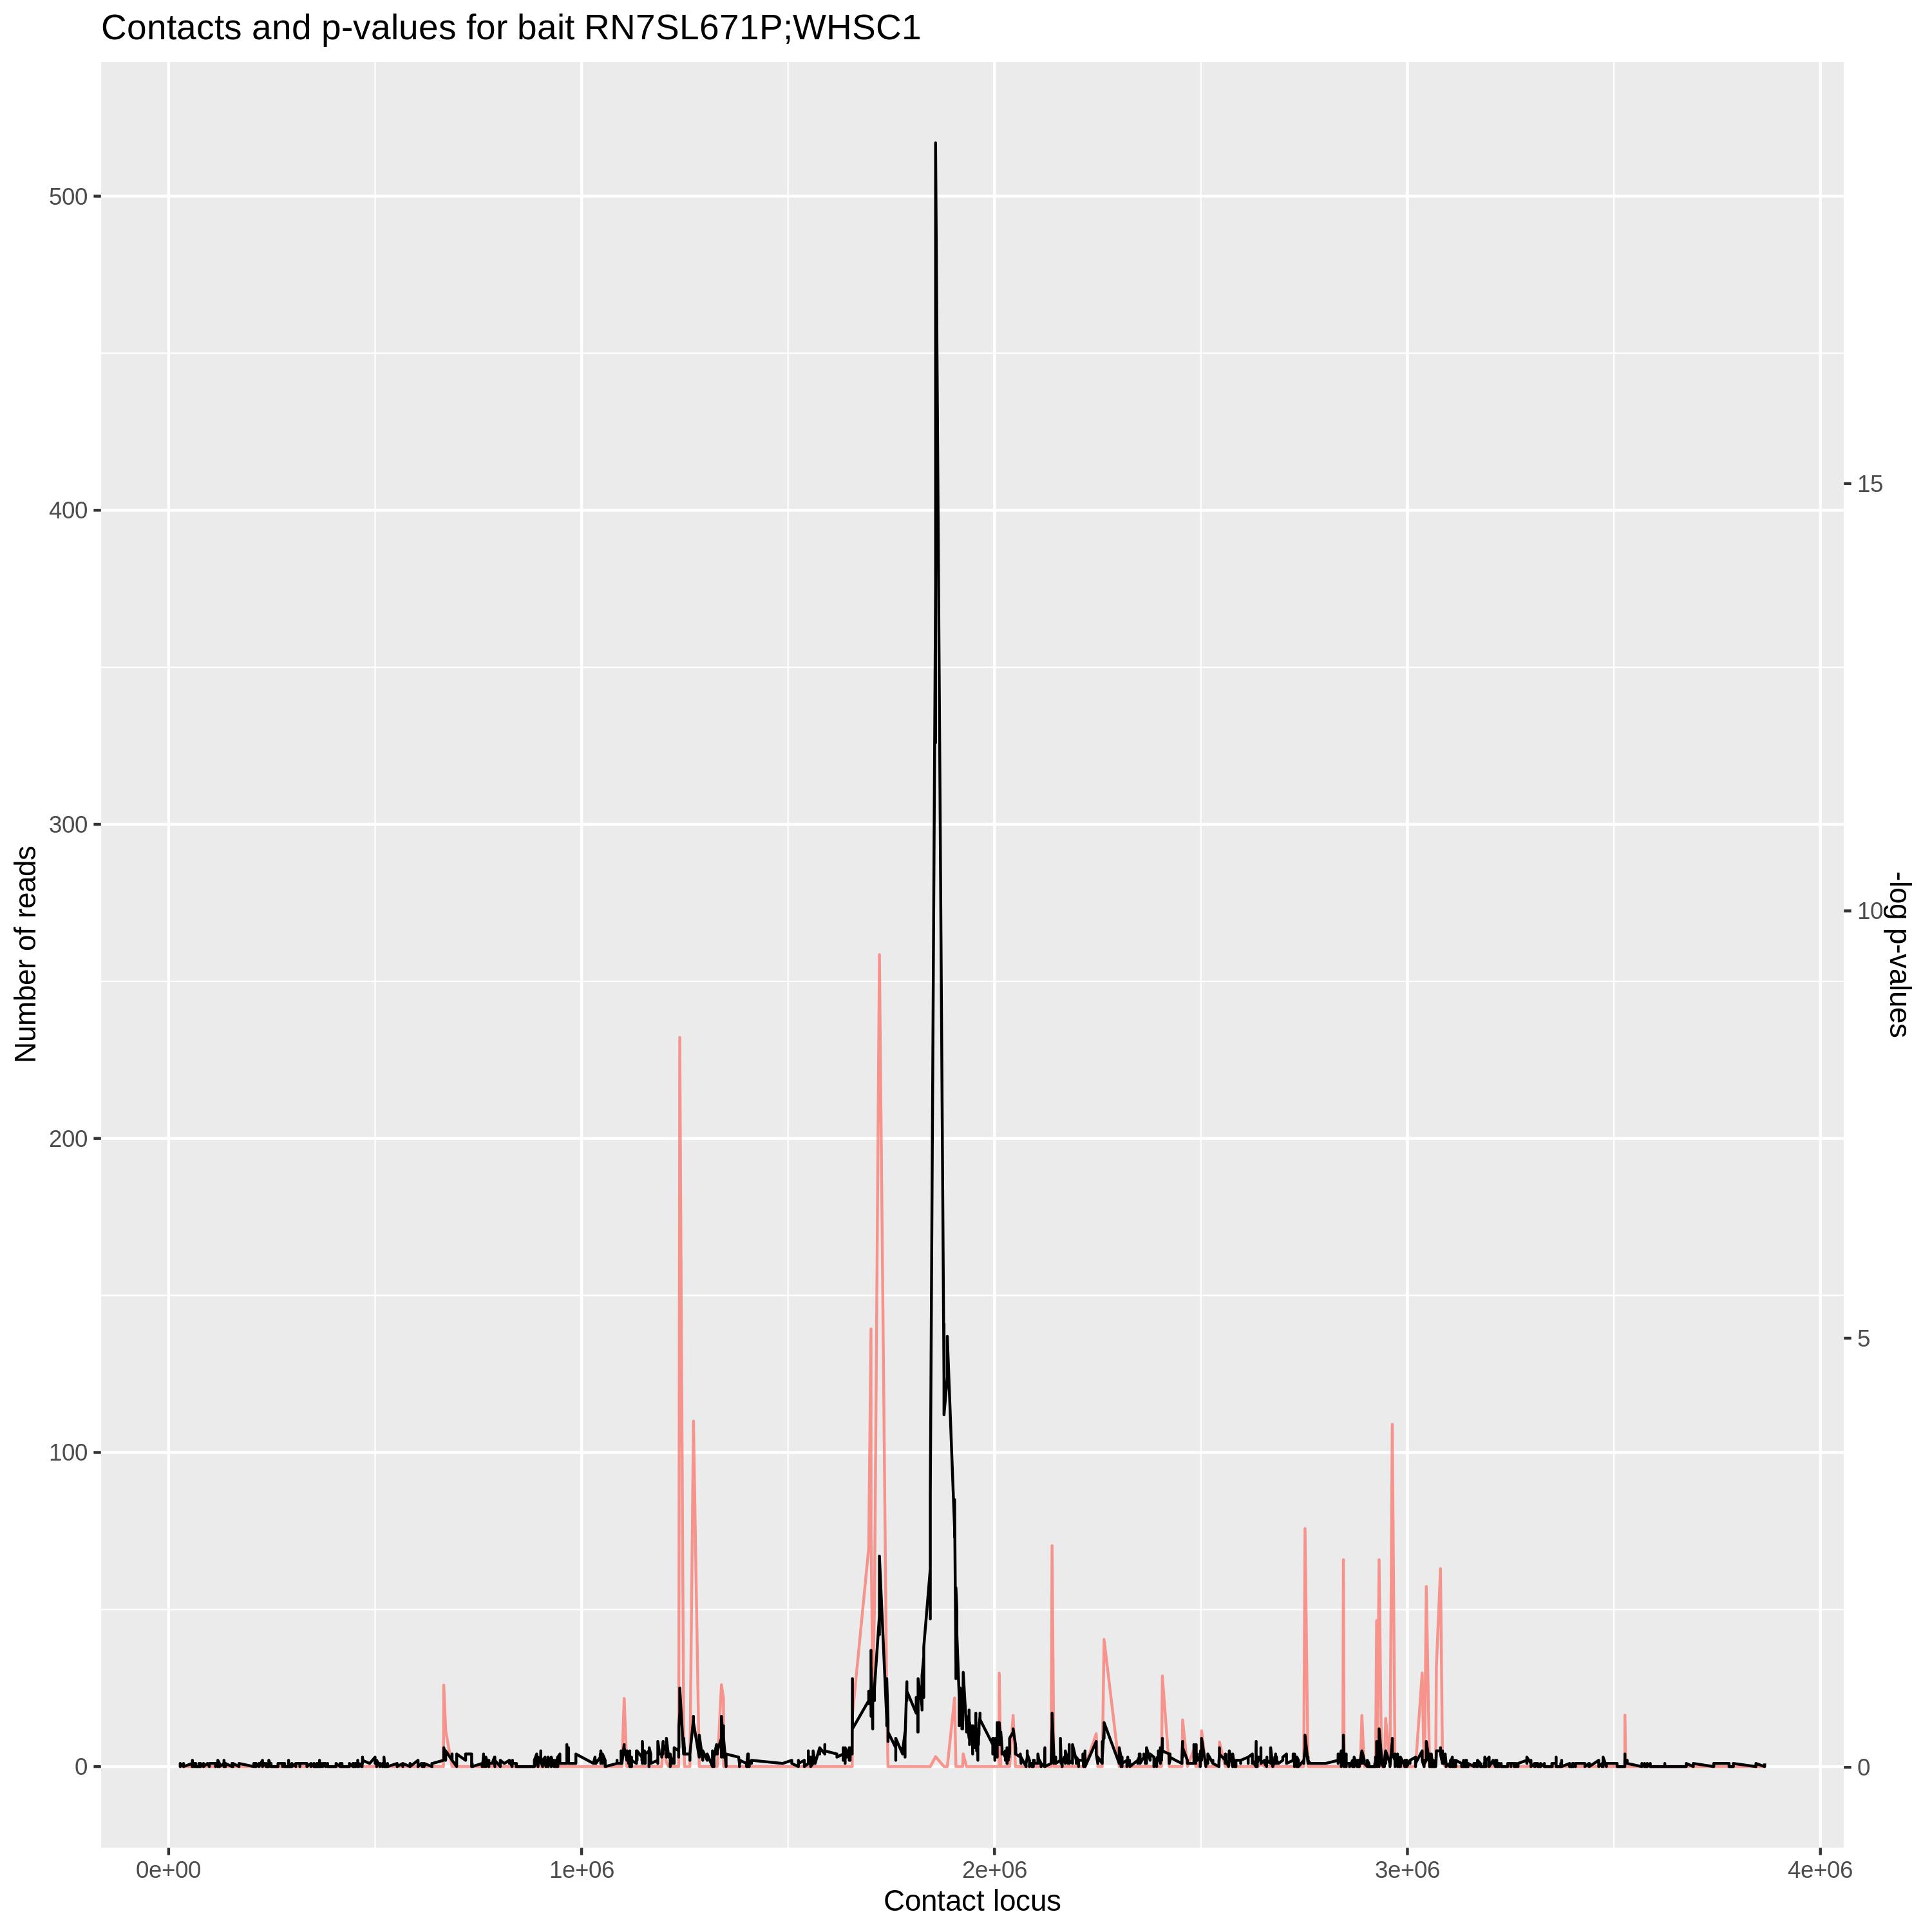 Contacts and p-values for bait RN7SL671P;WHSC1
Number of reads
500
400
300
200
100
0
15
10
5
0
-log p-values
0e+00
1e+06
2e+06
3e+06
4e+06
Contact locus